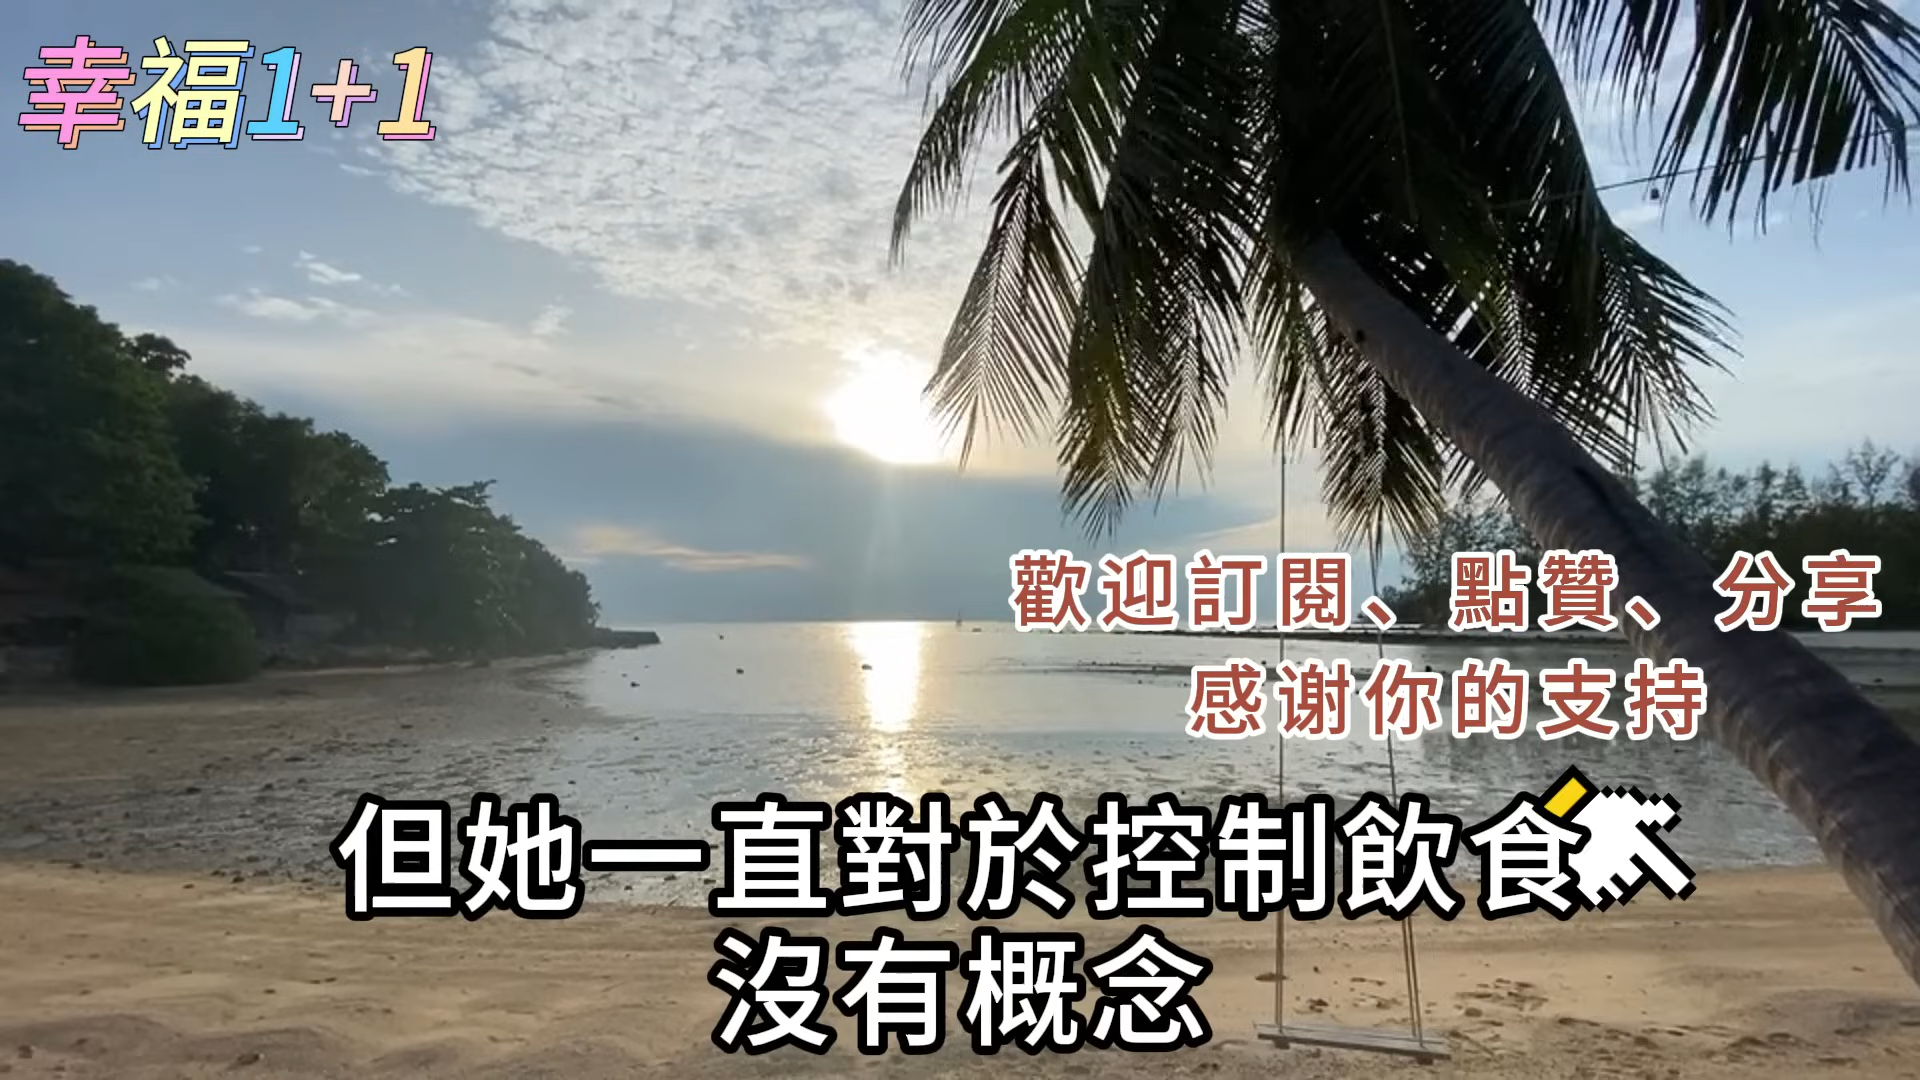 幸福1+1
歡迎訂閱、點贊、分享
感谢你的支持
但她一直對於控制飲食
沒有概念